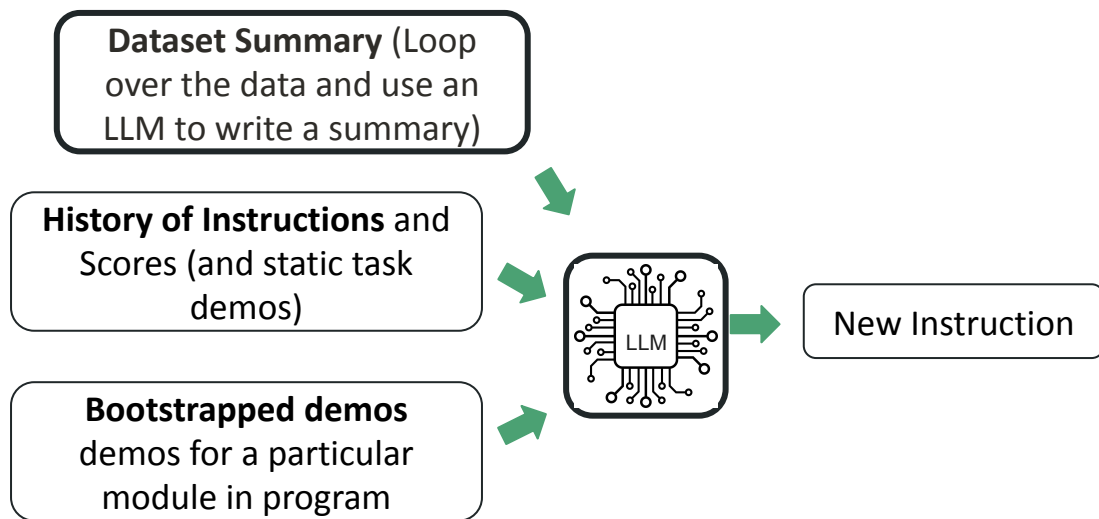 Dataset Summary (Loop
over the data and use an
LLM to write a summary)
History of Instructions and
Scores (and static task
demos)
Bootstrapped demos
demos for a particular
module in program
LLM
New Instruction